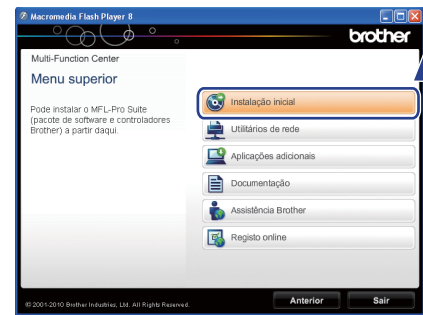 Macromedia Flash Player 8
brother
Multi-Function Center
Menu superior
Pode instalar o MFL-Pro Suite
(pacote de software e controladores
Brother) a partir daqui.
Instalação inicial
Utilitários de rede
Aplicações adicionais
Documentação
Assistência Brother
Registo online
© 2001-2010 Brother Industries, Ltd. All Rights Reserved.
Anterior
Sair